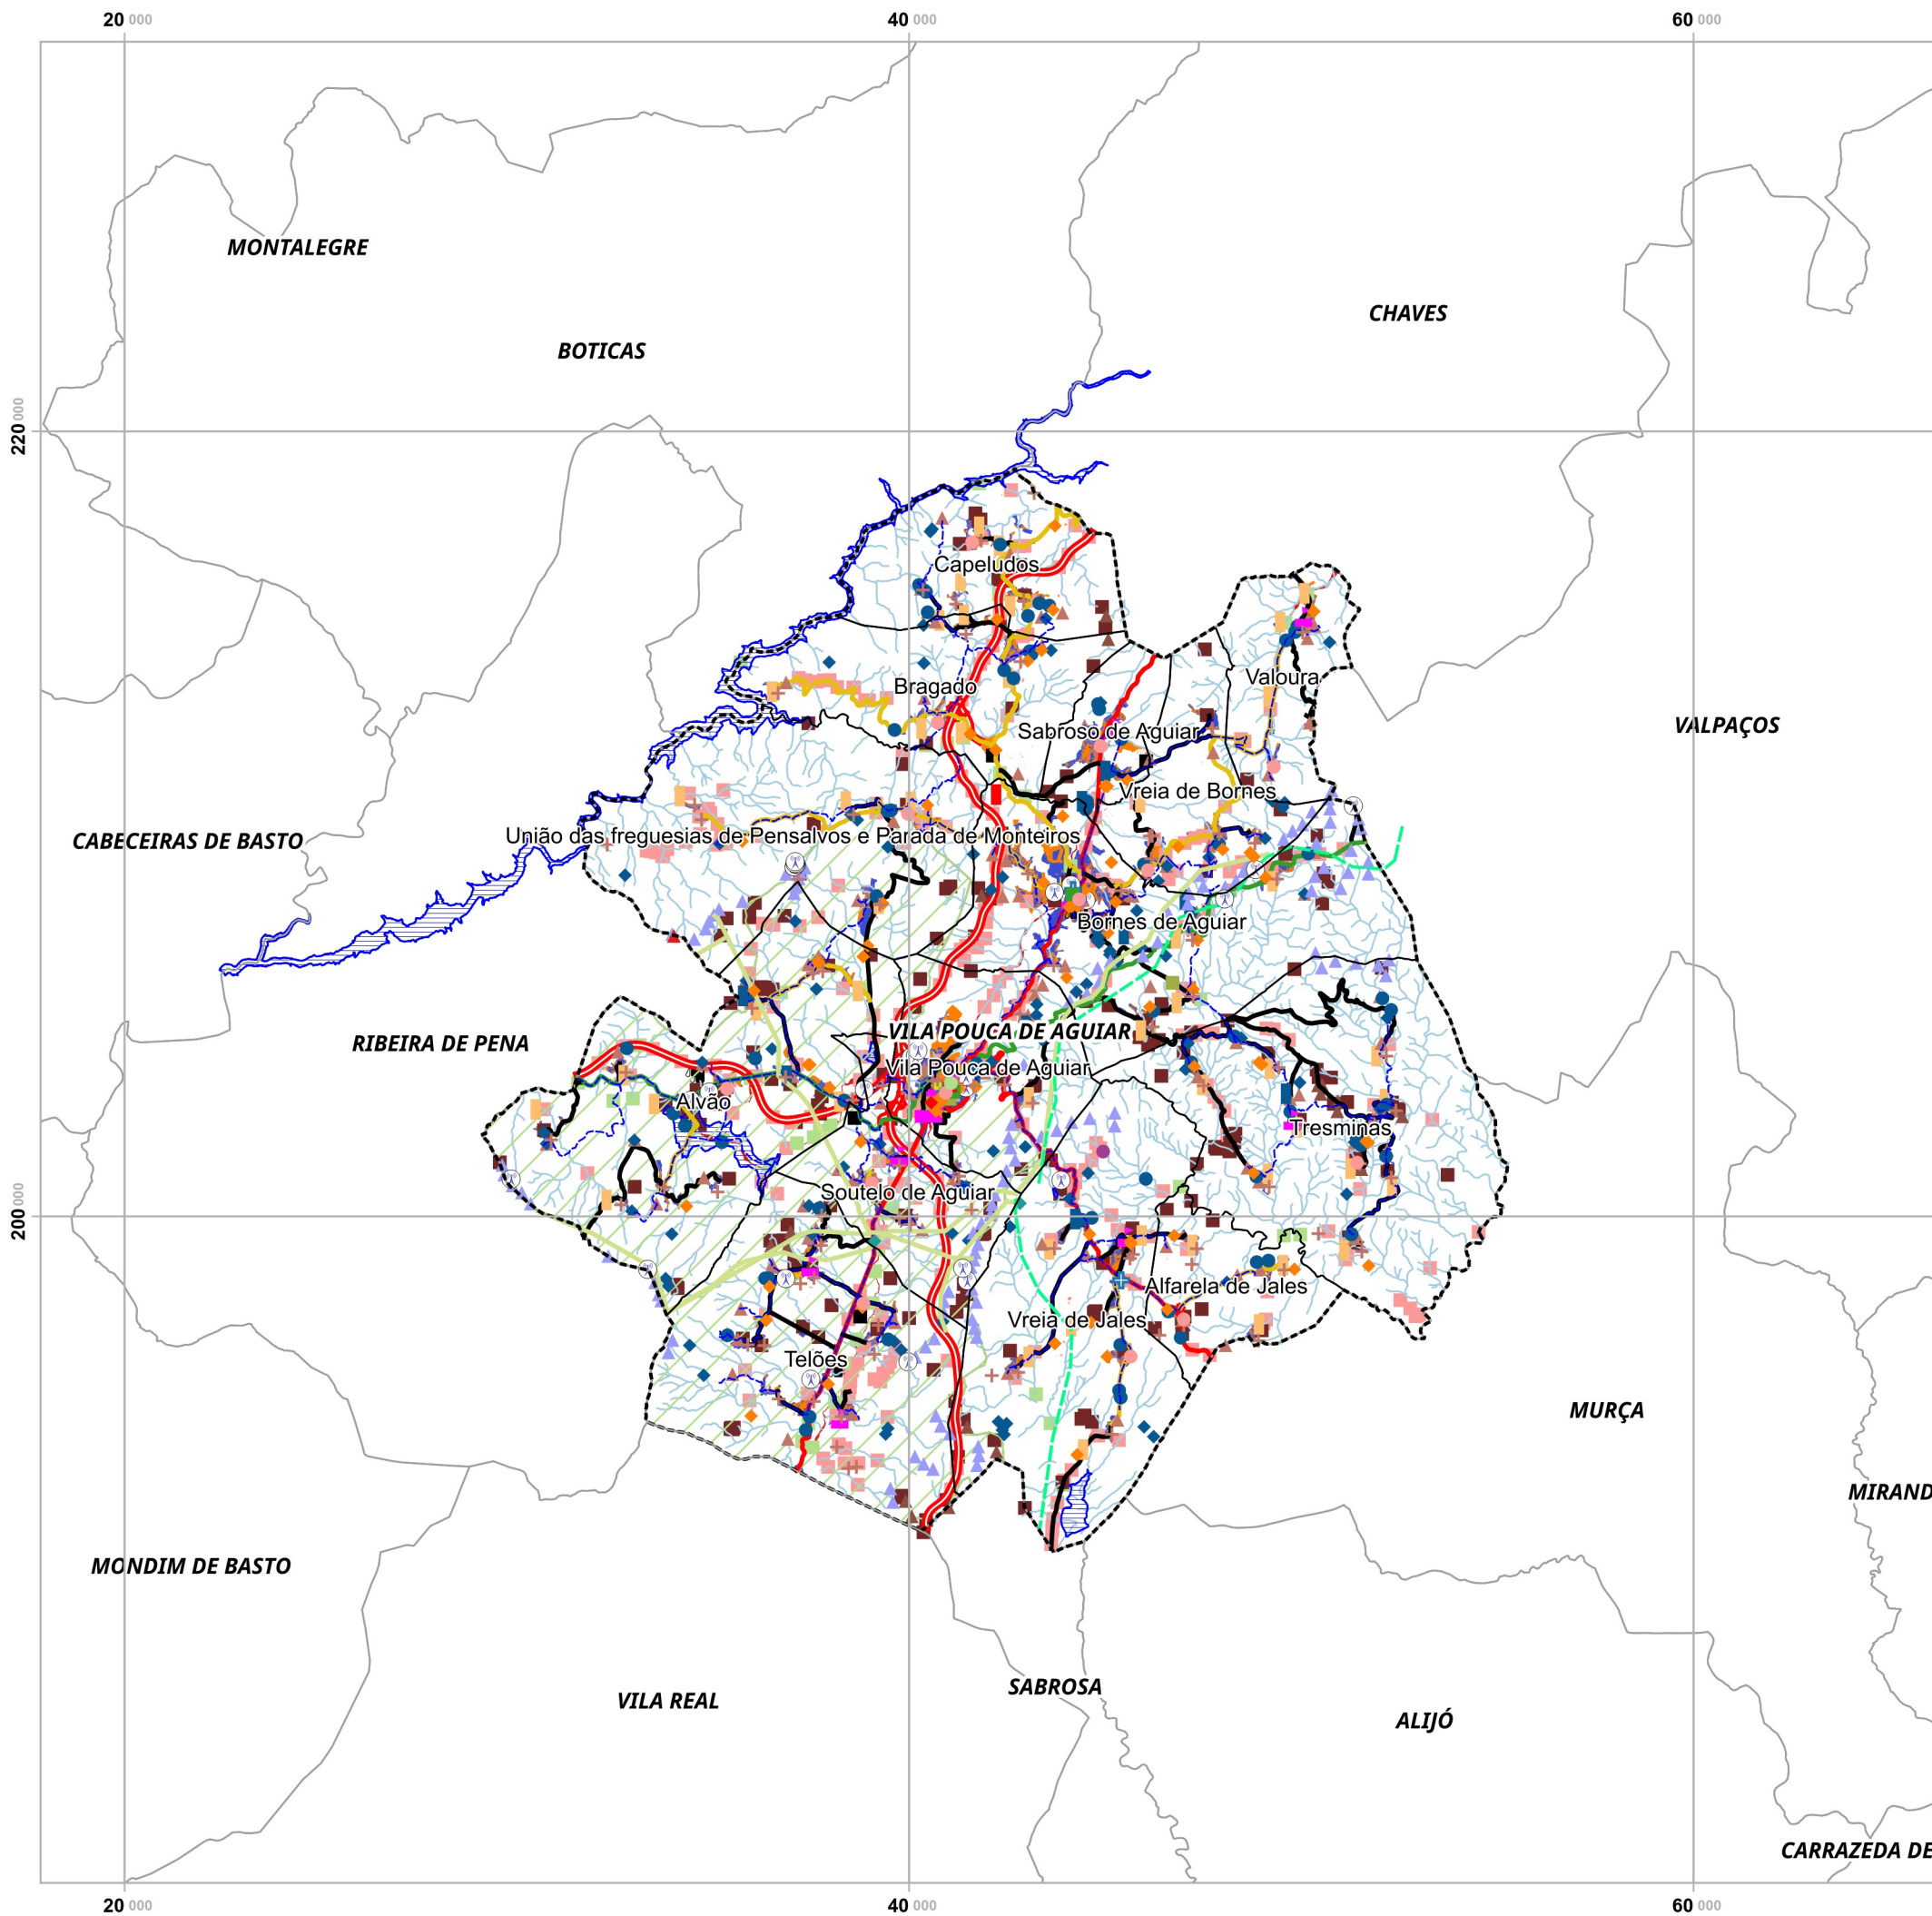 20 000
40 000
60 000
MONTALEGRE
CHAVES
BOTICAS
220 000
Capeludos
Valoura
Bragado
VALPAÇOS
Sabroso de Aguiar
Vreia de Bornes
União das freguesias de Pensalvos e Parada de Monteiros
CABECEIRAS DE BASTO
Bornes de Aguiar
VILA POUCA DE AGUIAR
RIBEIRA DE PENA
Vila Pouca de Aguiar
Alvão
Tresminas
Soutelo de Aguiar
200 000
Alfarela de Jales
Vreia de Jales
Telões
MURÇA
MIRAND
MONDIM DE BASTO
SABROSA
VILA REAL
ALIJÓ
CARRAZEDA DE
20 000
40 000
60 000